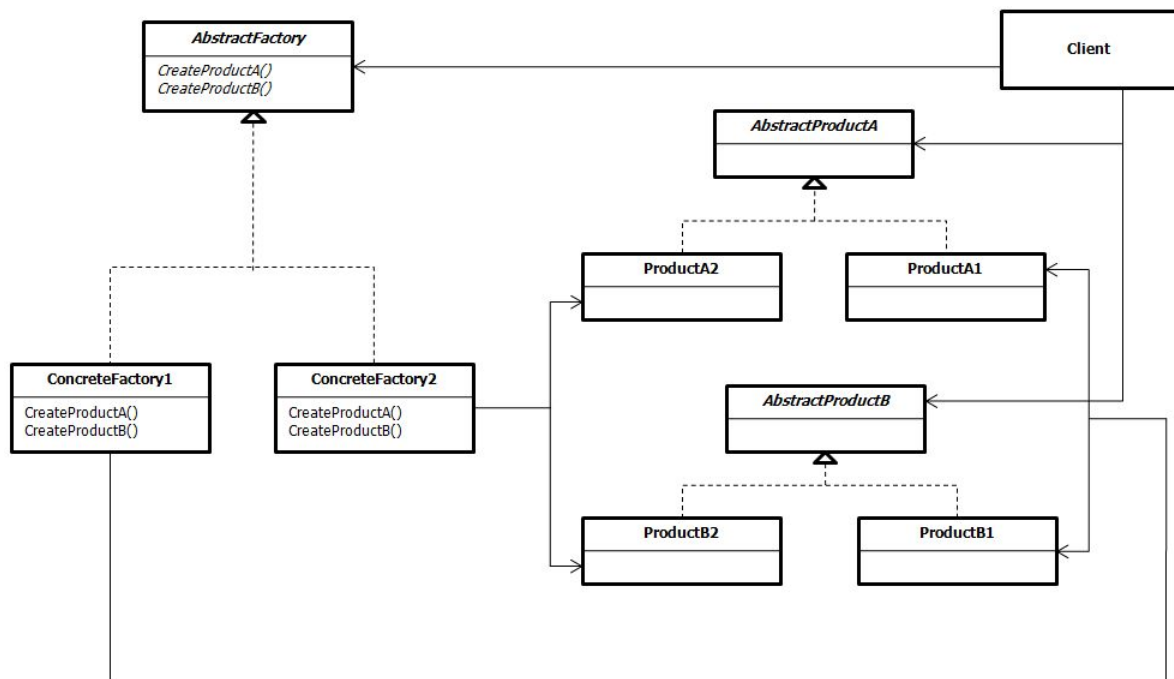 AbstractFactory
CreateProductA()
CreateProductB()
Client
AbstractProductA
ProductA2
ProductA1
ConcreteFactory1
CreateProductA()
CreateProductB()
ConcreteFactory2
CreateProductA()
CreateProductB()
AbstractProductB
ProductB2
ProductB1